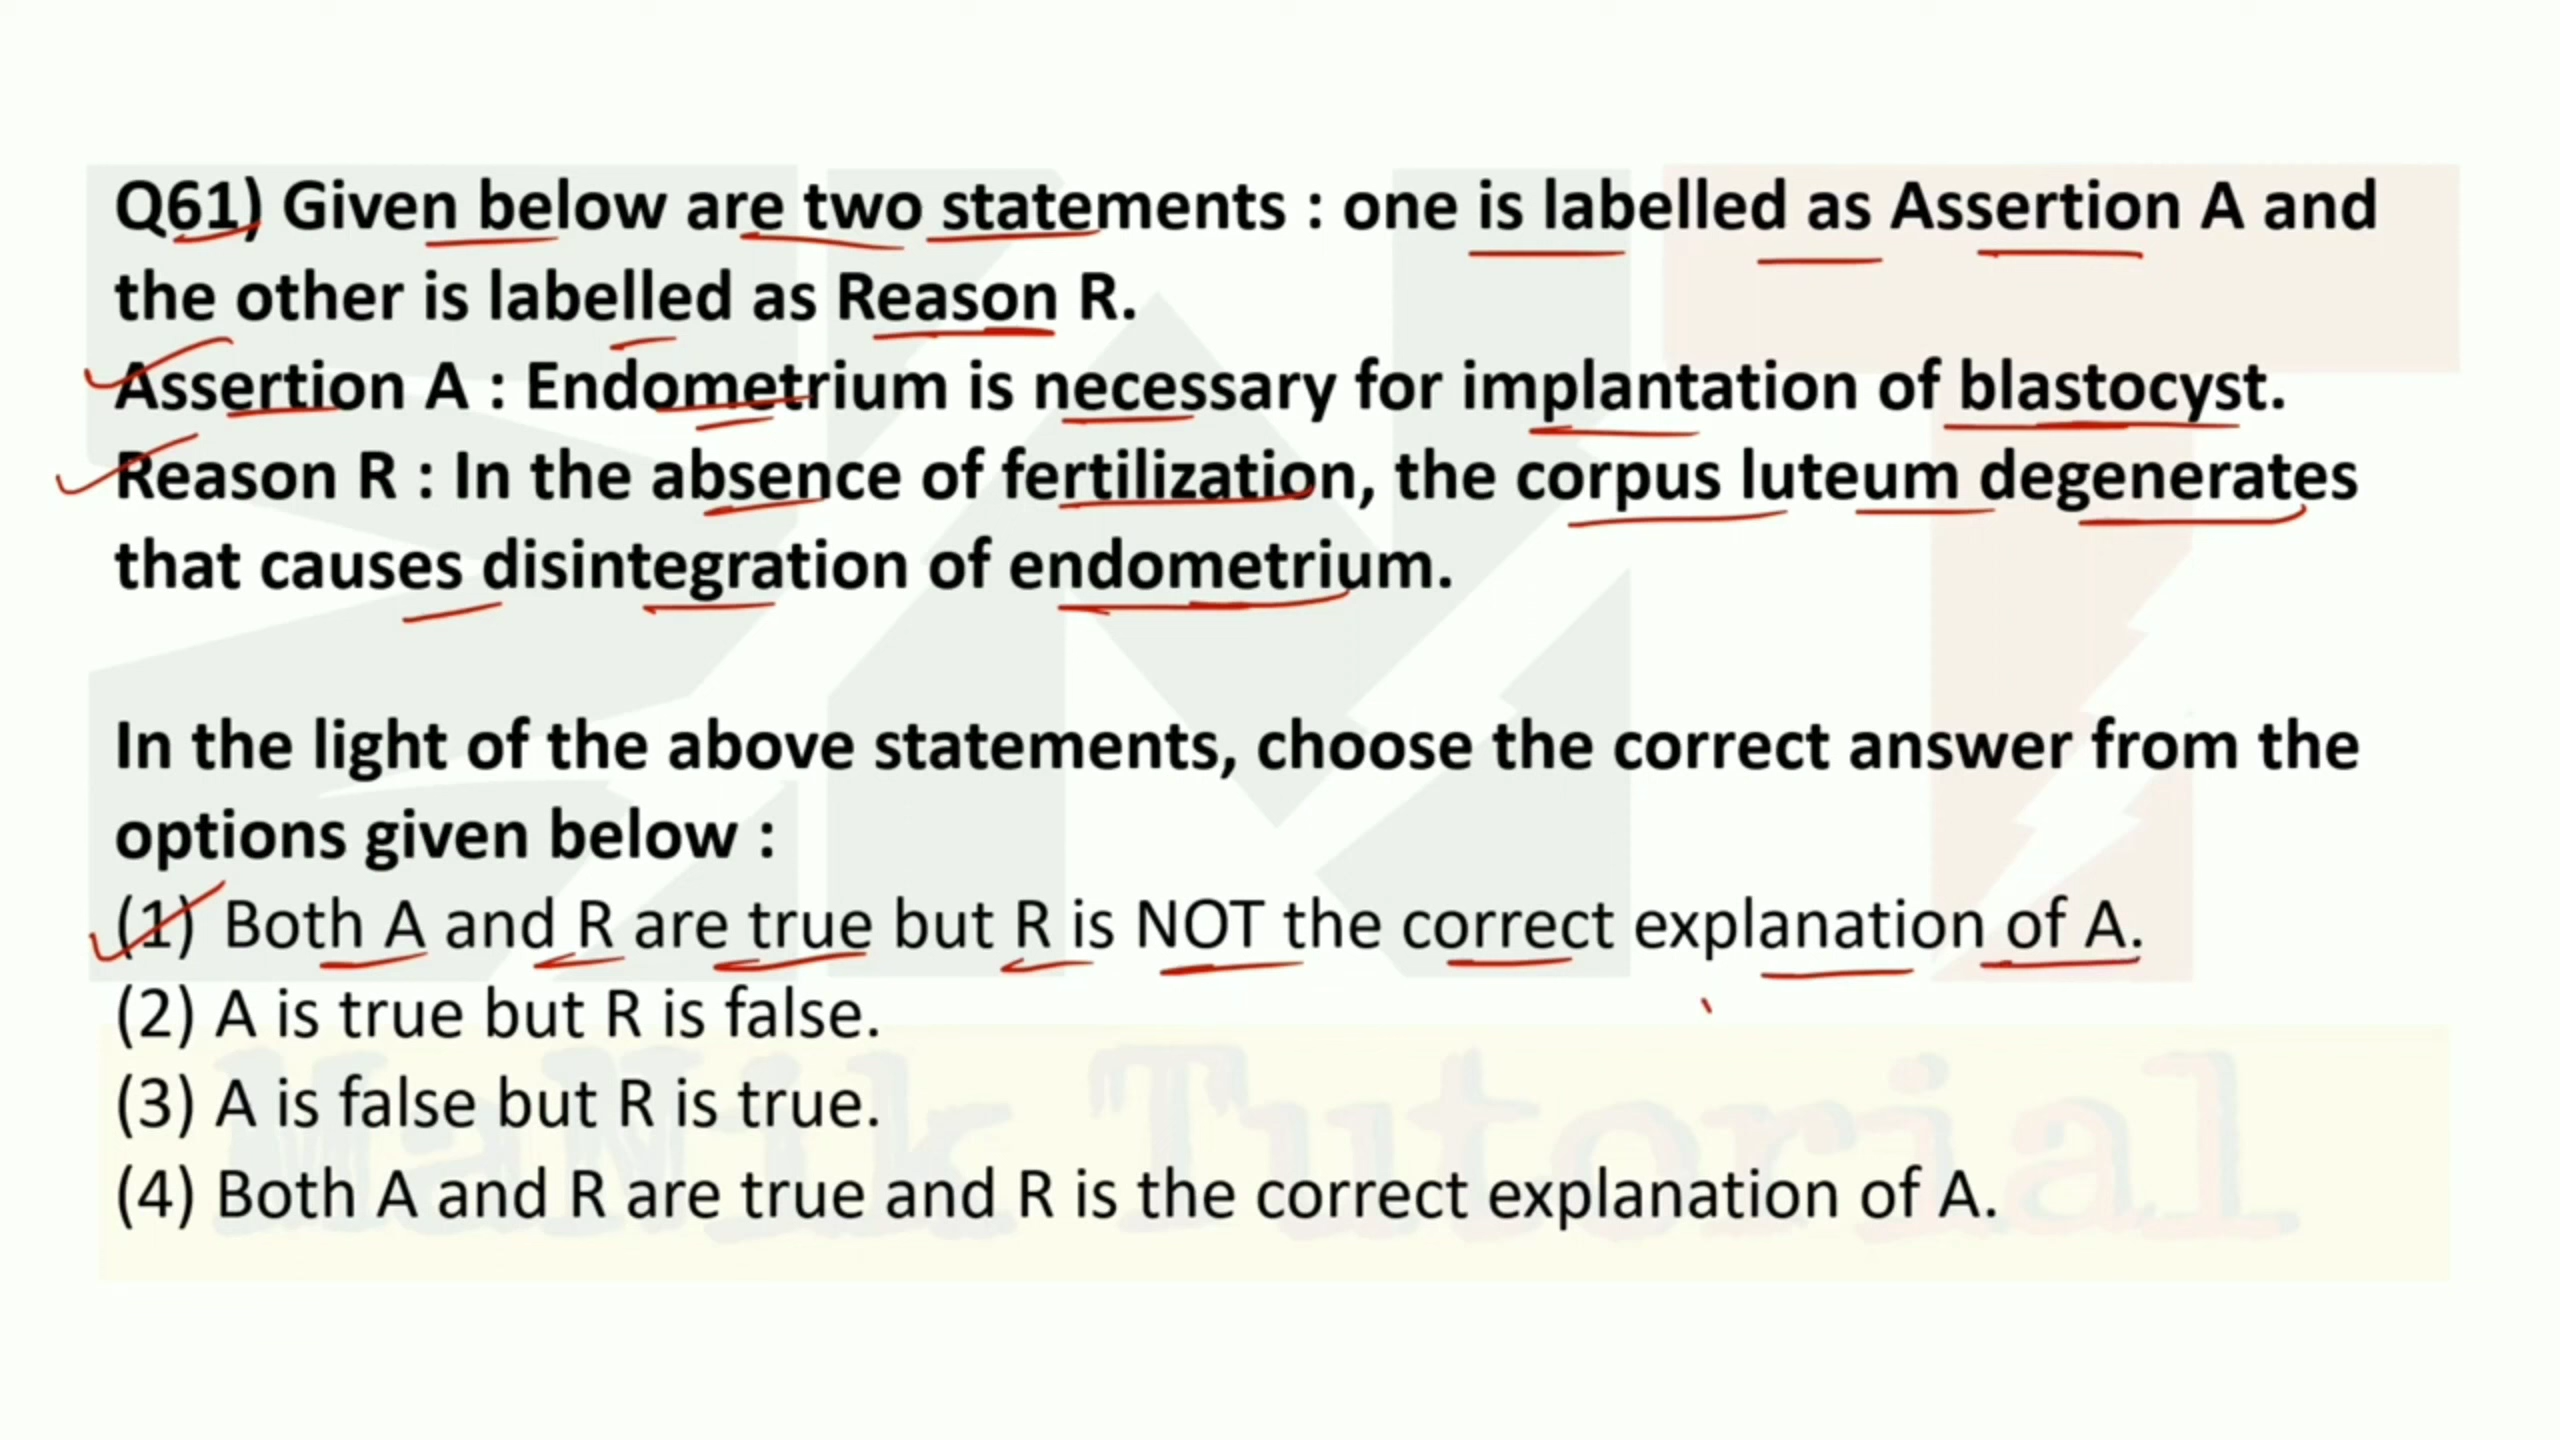 Q61) Given below are two statements : one is labelled as Assertion A and
the other is labelled as Reason R.
Assertion A : Endometrium is necessary for implantation of blastocyst.
Reason R : In the absence of fertilization, the corpus luteum degenerates
that causes disintegration of endometrium.
In the light of the above statements, choose the correct answer from the
options given below :
(1) Both A and R are true but R is NOT the correct explanation of A.
(2) A is true but R is false.
(3) A is false but R is true.
(4) Both A and R are true and R is the correct explanation of A.
MaNik Tutorial